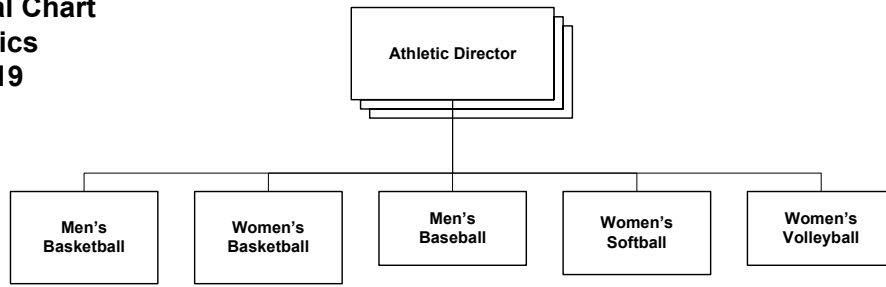 al Chart
ics
19
Athletic Director
Men's
Basketball
Women's
Basketball
Men's
Baseball
Women's
Softball
Women's
Volleyball